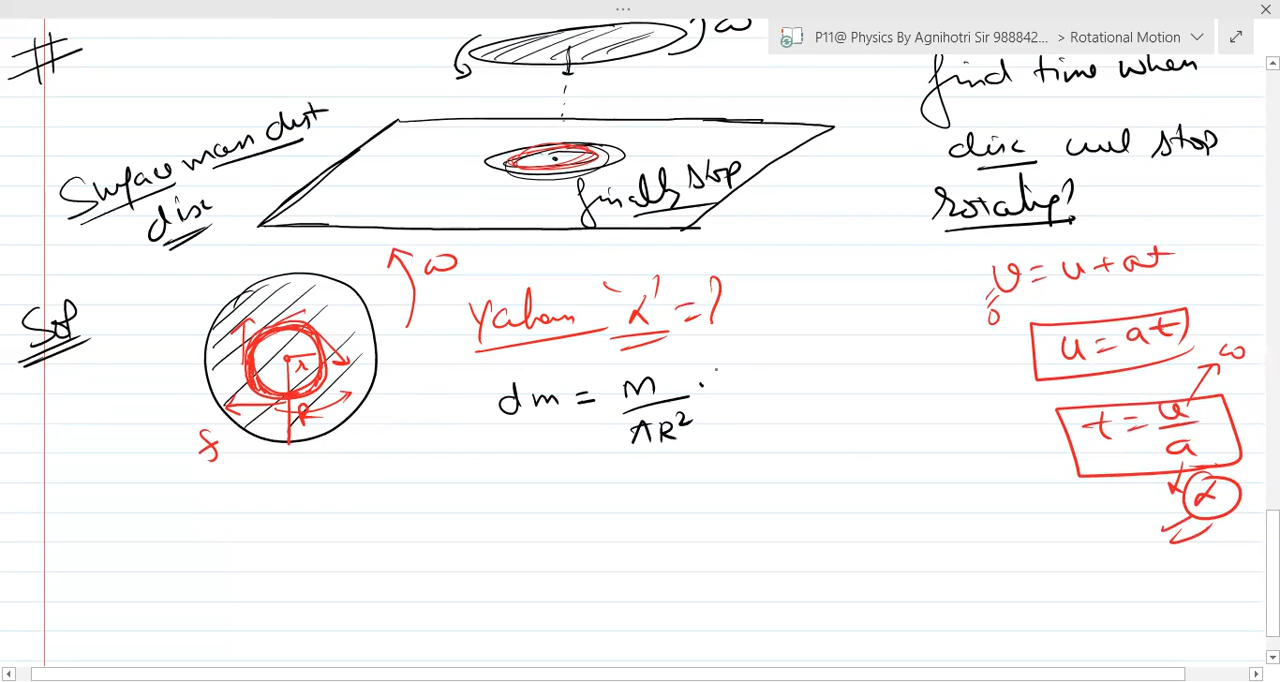 ...
P11@ Physics By Agnihotri Sir 988842... > Rotational Motion
#
ω
find time when
disc will stop
rotating?
Surface mass dist
disc
finally stop
Sol
ω
Yahan 'α' = ?
v = u + at
0
u = at
ω
t = u/a
α
r
R
f
dm = M/πR² ·